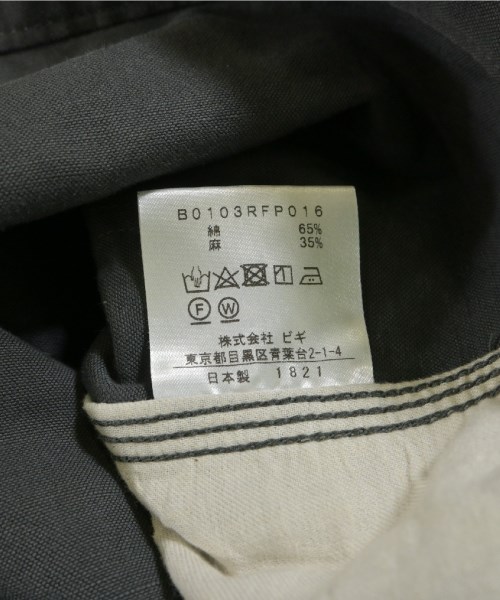 B0103RFP016
綿 65%
麻 35%
F W
株式会社 ビギ
東京都目黒区青葉台2-1-4
日本製 1821